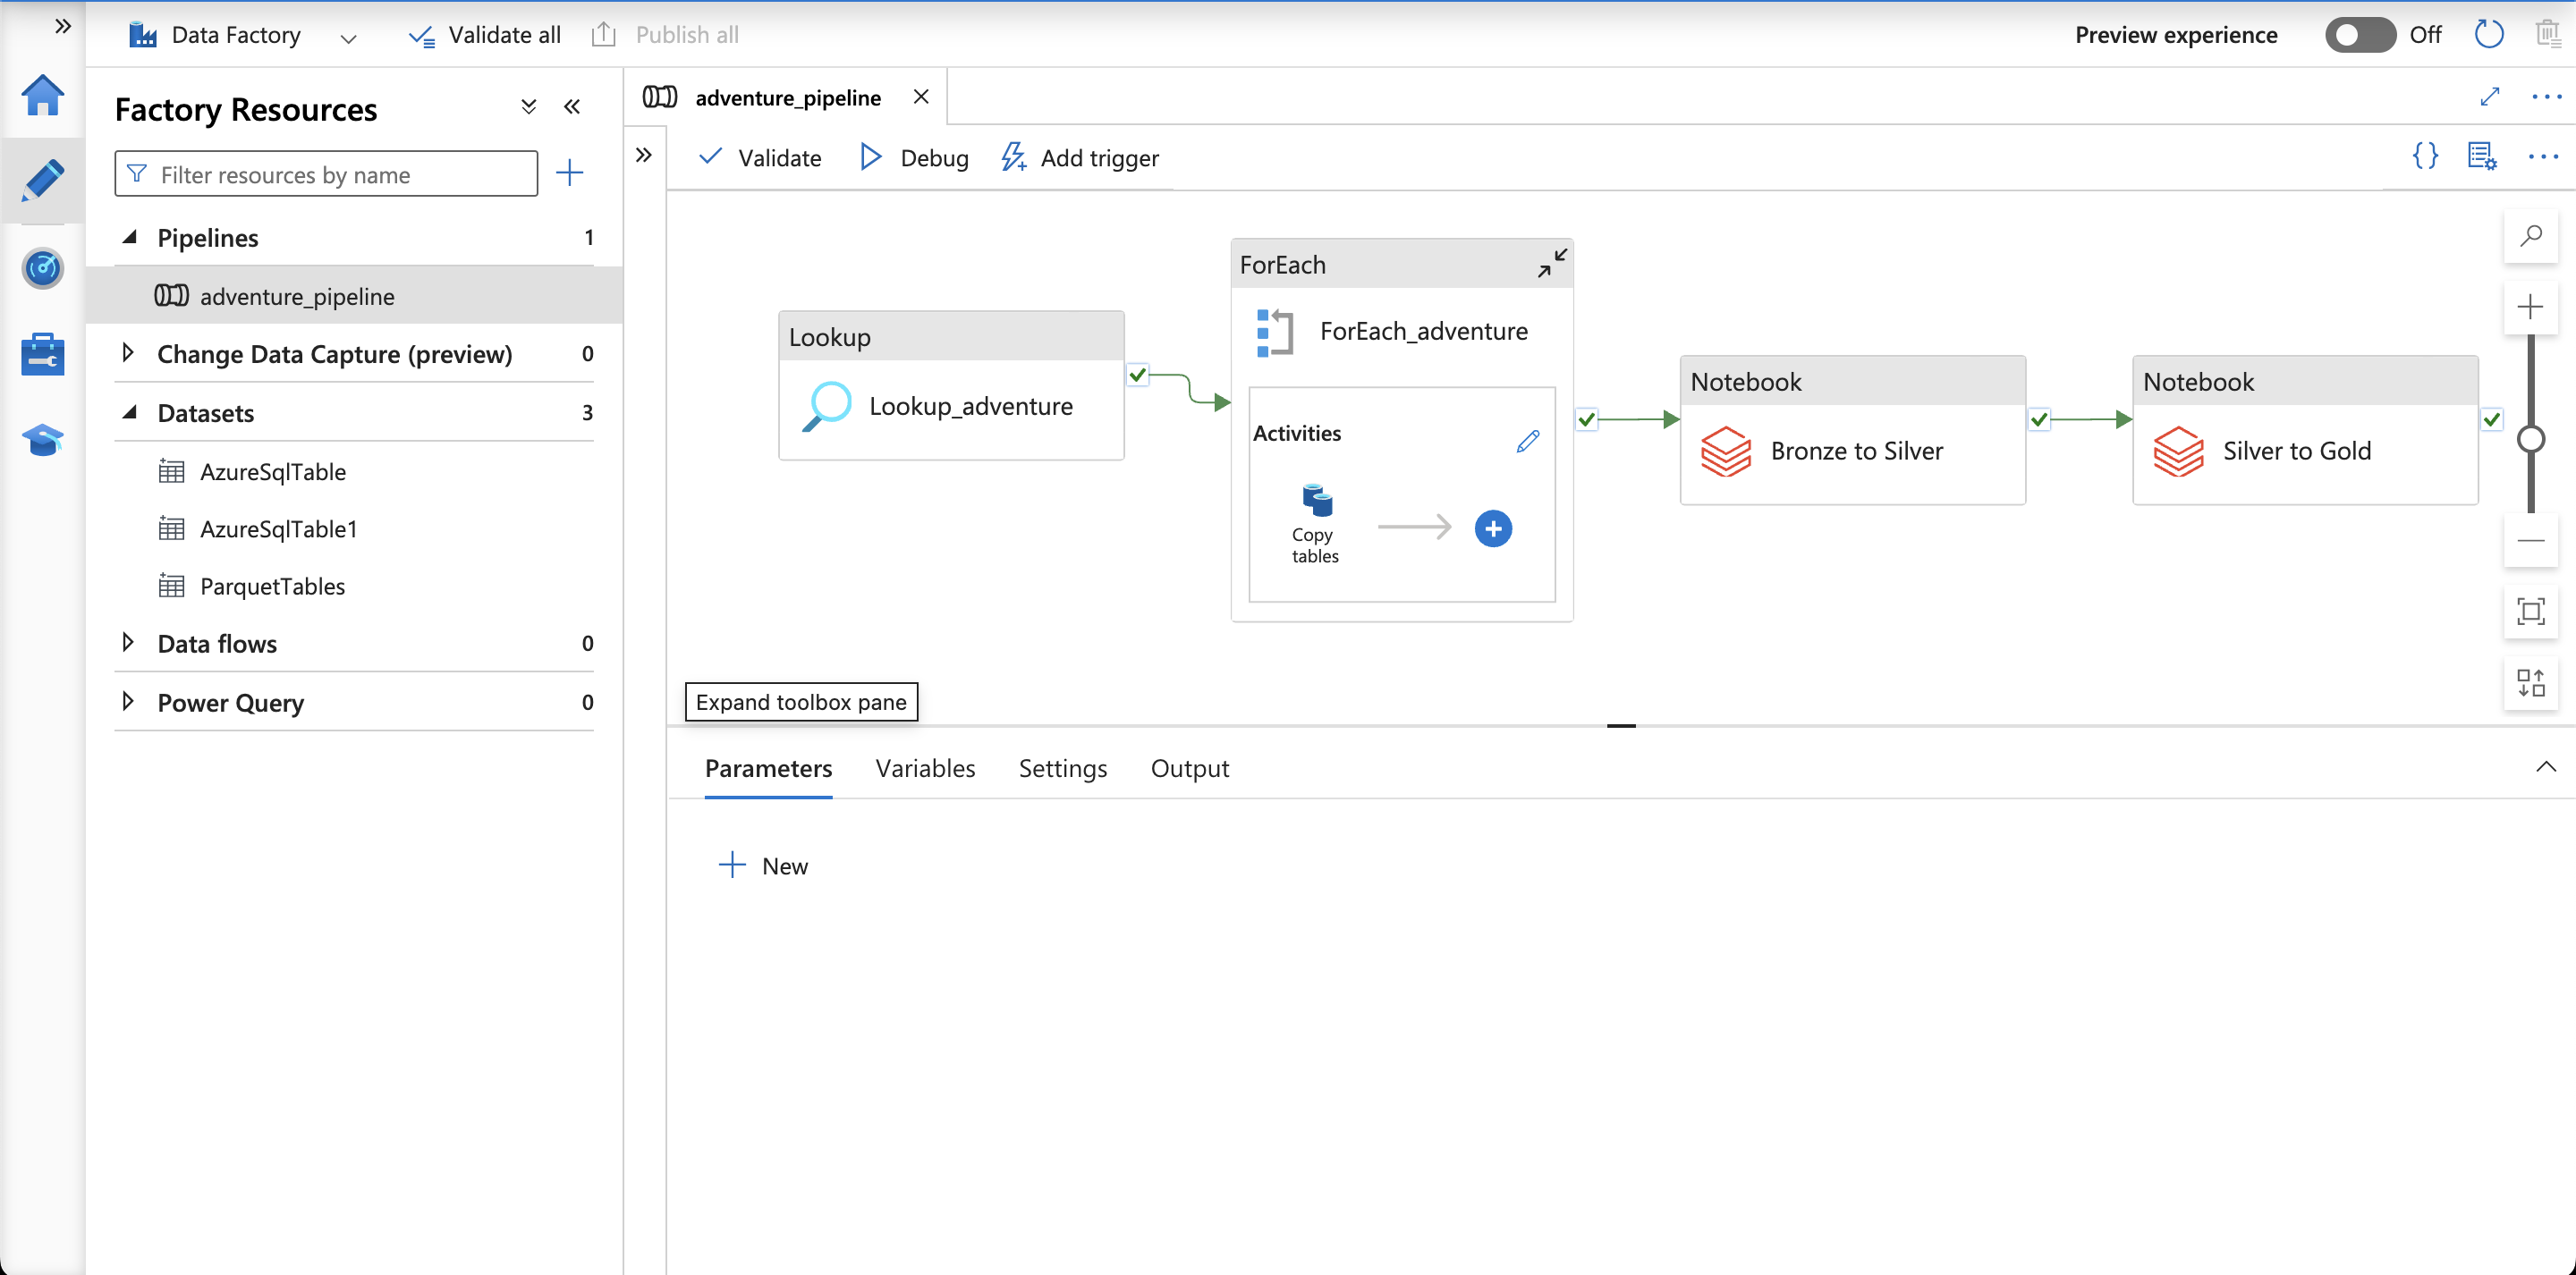 Data Factory
Validate all
Publish all
Preview experience
Off
Factory Resources
Filter resources by name
Pipelines 1
adventure_pipeline
Change Data Capture (preview) 0
Datasets 3
AzureSqlTable
AzureSqlTable1
ParquetTables
Data flows 0
Power Query 0
adventure_pipeline
Validate
Debug
Add trigger
Lookup
Lookup_adventure
ForEach
ForEach_adventure
Activities
Copy
tables
Notebook
Bronze to Silver
Notebook
Silver to Gold
Expand toolbox pane
Parameters
Variables
Settings
Output
New